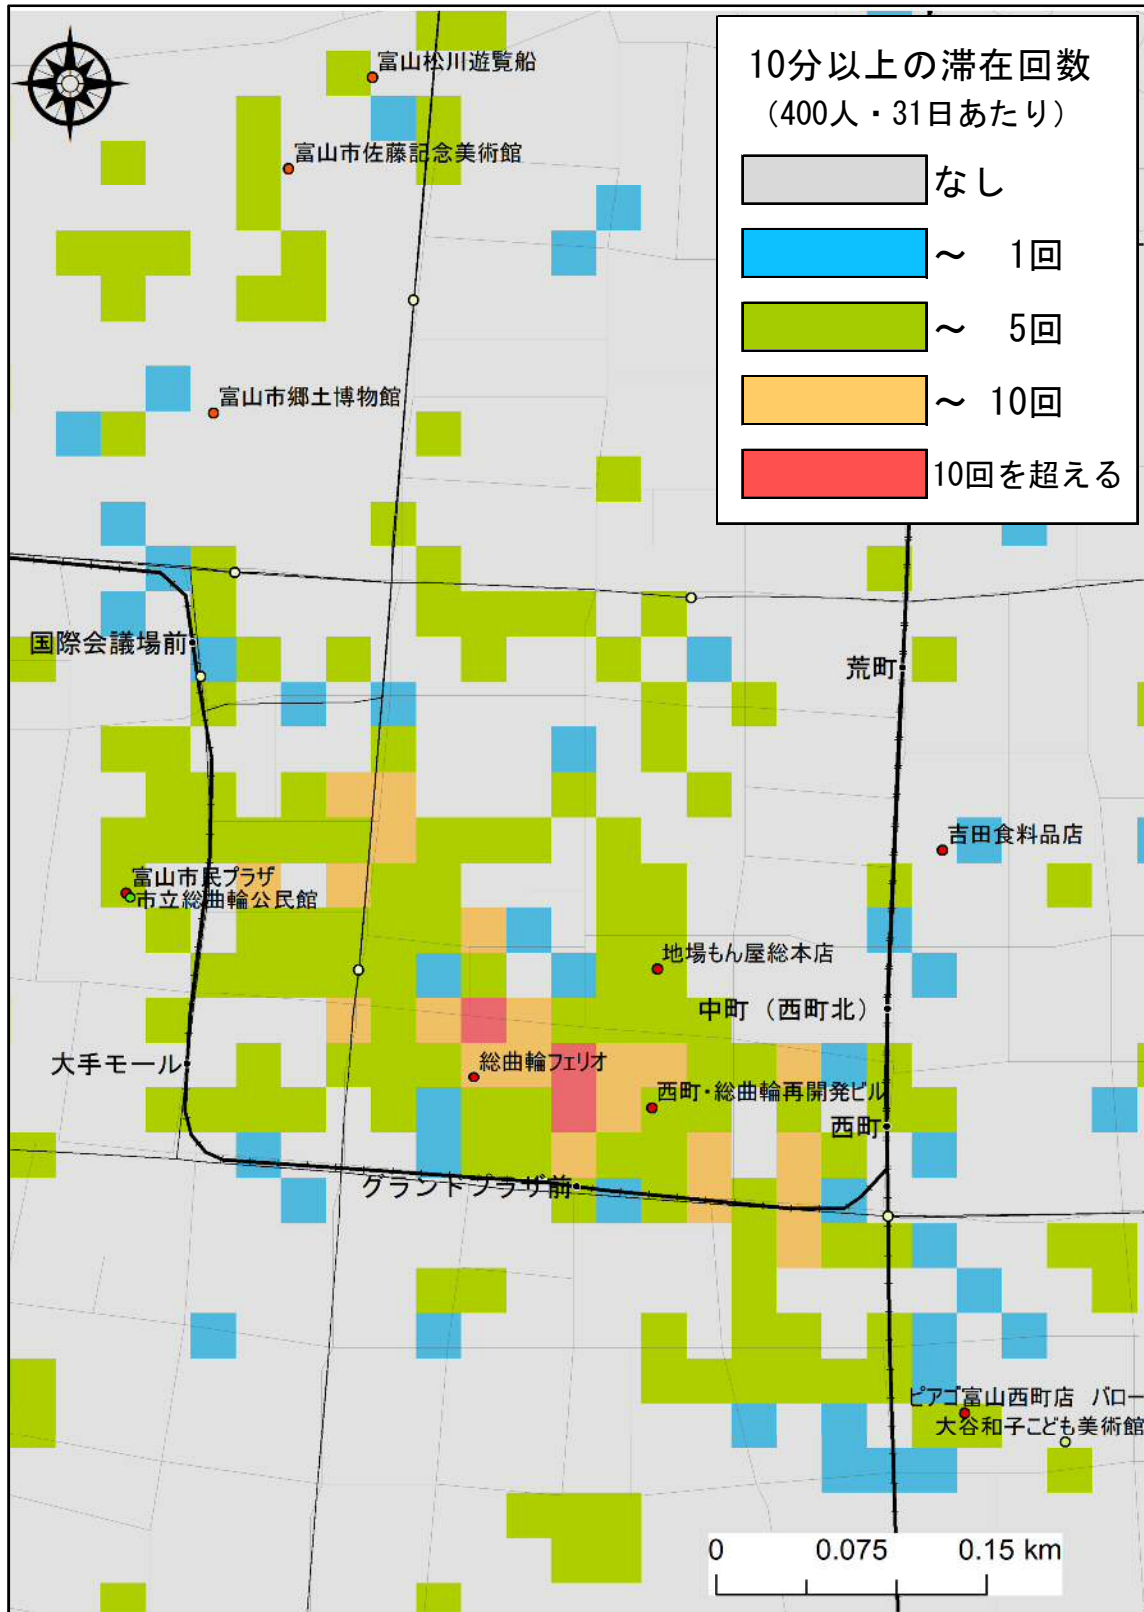 10分以上の滞在回数
（400人・31日あたり）
なし
～ 1回
～ 5回
～ 10回
10回を超える
富山松川遊覧船
富山市佐藤記念美術館
富山市郷土博物館
国際会議場前
荒町
吉田食料品店
富山市民プラザ
市立総曲輪公民館
地場もん屋総本店
中町（西町北）
大手モール
総曲輪フェリオ
西町・総曲輪再開発ビル
西町
グランドプラザ前
ピアゴ富山西町店 バロー
大谷和子こども美術館
0 0.075 0.15 km